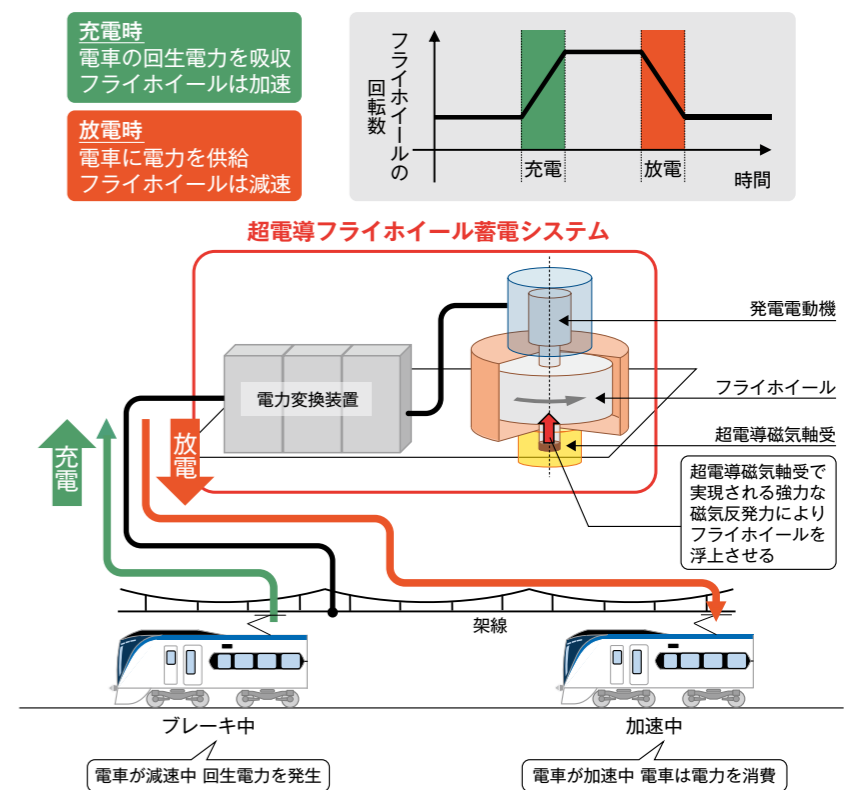 充電時
電車の回生電力を吸収
フライホイールは加速
放電時
電車に電力を供給
フライホイールは減速
フライホイールの
回転数
充電
放電
時間
超電導フライホイール蓄電システム
発電電動機
電力変換装置
フライホイール
超電導磁気軸受
充電
放電
超電導磁気軸受で
実現される強力な
磁気反発力により
フライホイールを
浮上させる
架線
ブレーキ中
加速中
電車が減速中 回生電力を発生
電車が加速中 電車は電力を消費